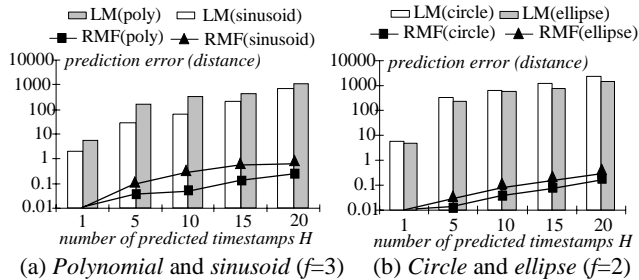 LM(poly) LM(sinusoid)
RMF(poly) RMF(sinusoid)
prediction error (distance)
10000
1000
100
10
1
0.1
0.01
1 5 10 15 20
number of predicted timestamps H
(a) Polynomial and sinusoid (f=3)
LM(circle) LM(ellipse)
RMF(circle) RMF(ellipse)
prediction error (distance)
10000
1000
100
10
1
0.1
0.01
1 5 10 15 20
number of predicted timestamps H
(b) Circle and ellipse (f=2)